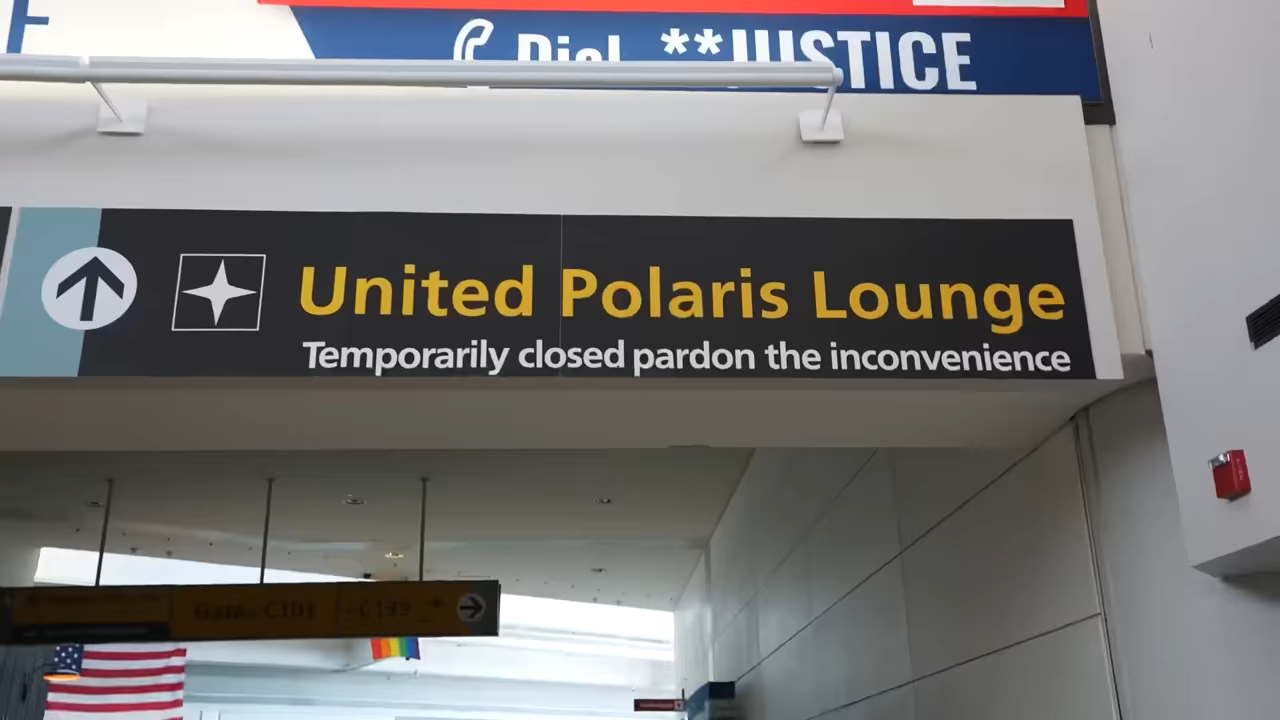 Dial **JUSTICE
United Polaris Lounge
Temporarily closed pardon the inconvenience
Gates C101 - C139